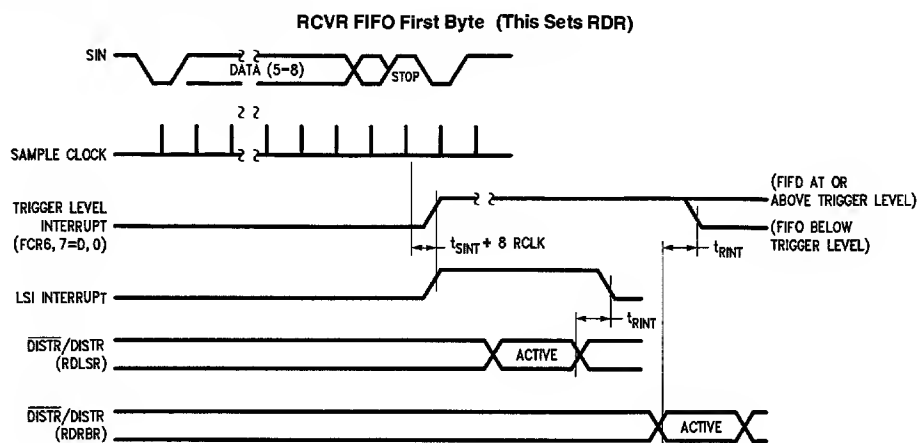 RCVR FIFO First Byte (This Sets RDR)
SIN
DATA (5-8)
STOP
SAMPLE CLOCK
TRIGGER LEVEL
INTERRUPT
(FCR6, 7=D, 0)
(FIFD AT OR
ABOVE TRIGGER LEVEL)
(FIFO BELOW
TRIGGER LEVEL)
tSINT + 8 RCLK
tRINT
LSI INTERRUPT
tRINT
DISTR/DISTR
(RDLSR)
ACTIVE
DISTR/DISTR
(RDRBR)
ACTIVE